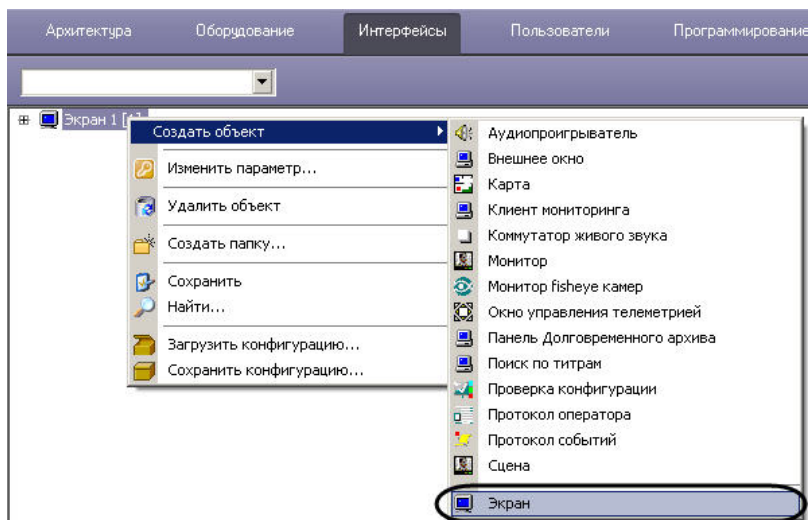 Архитектура
Оборудование
Интерфейсы
Пользователи
Программирование
Экран 1 [1]
Создать объект
Изменить параметр...
Удалить объект
Создать папку...
Сохранить
Найти...
Загрузить конфигурацию...
Сохранить конфигурацию...
Аудиопроигрыватель
Внешнее окно
Карта
Клиент мониторинга
Коммутатор живого звука
Монитор
Монитор fisheye камер
Окно управления телеметрией
Панель Долговременного архива
Поиск по титрам
Проверка конфигурации
Протокол оператора
Протокол событий
Сцена
Экран